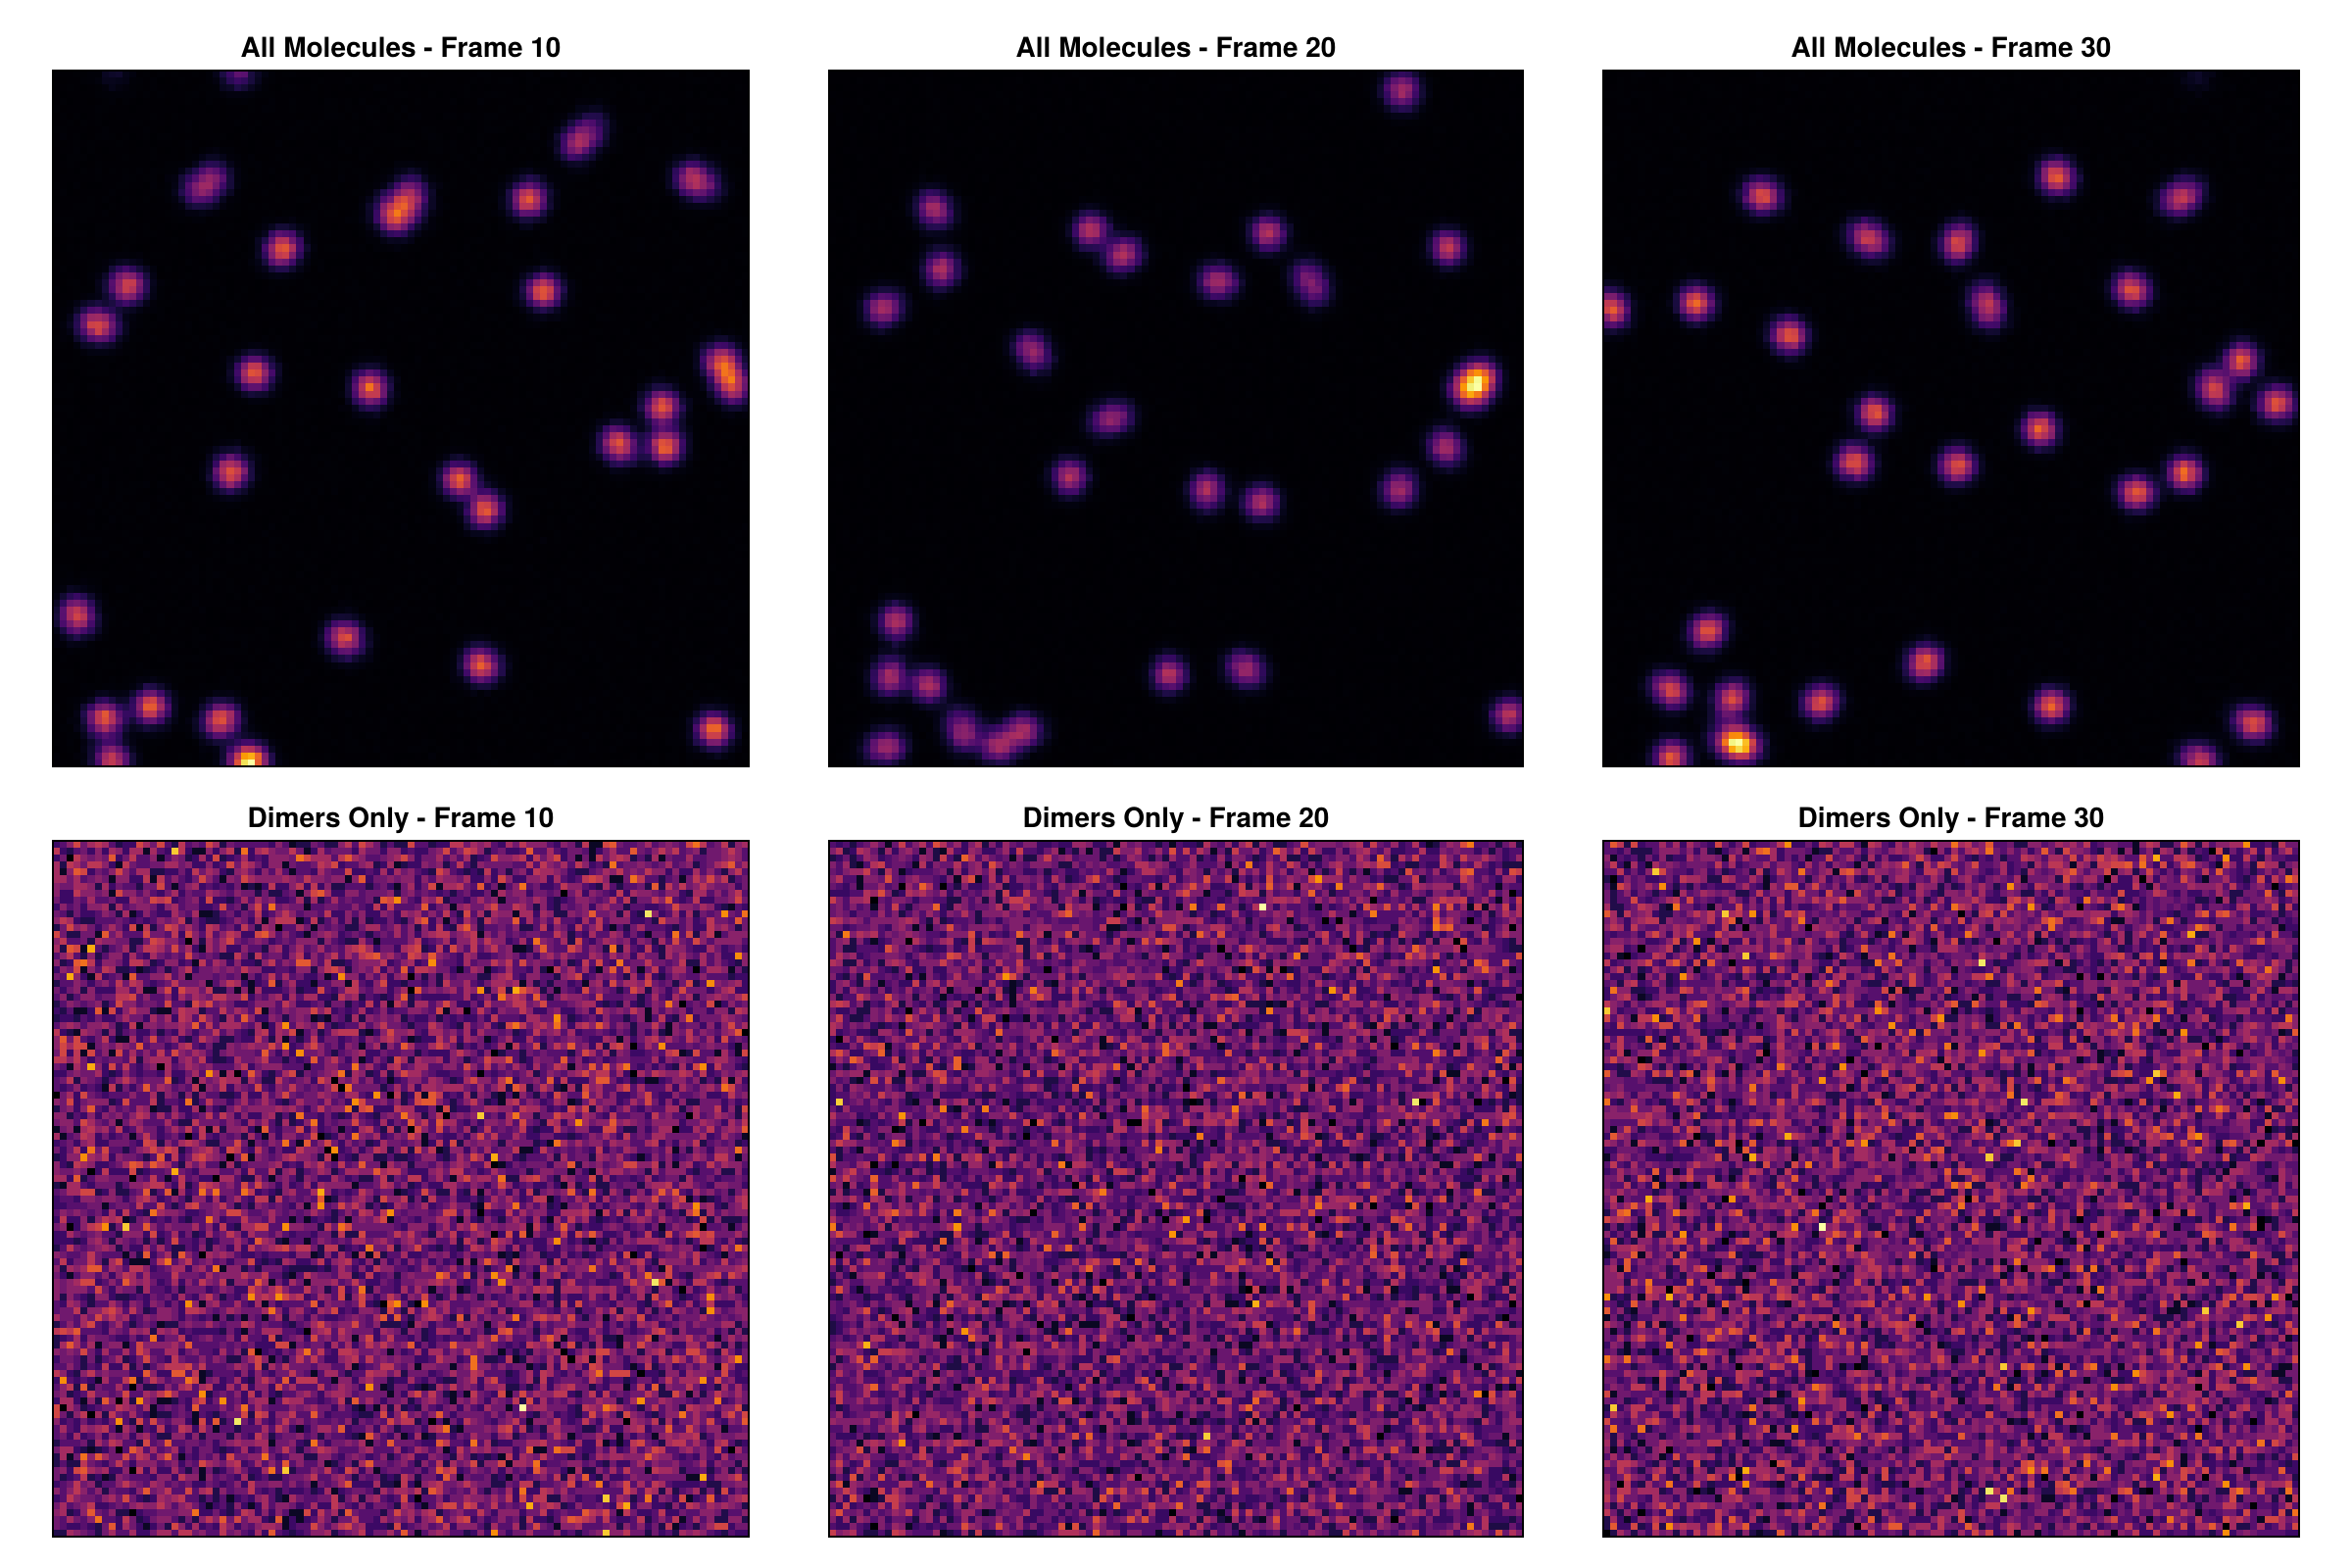 All Molecules - Frame 10
All Molecules - Frame 20
All Molecules - Frame 30
Dimers Only - Frame 10
Dimers Only - Frame 20
Dimers Only - Frame 30